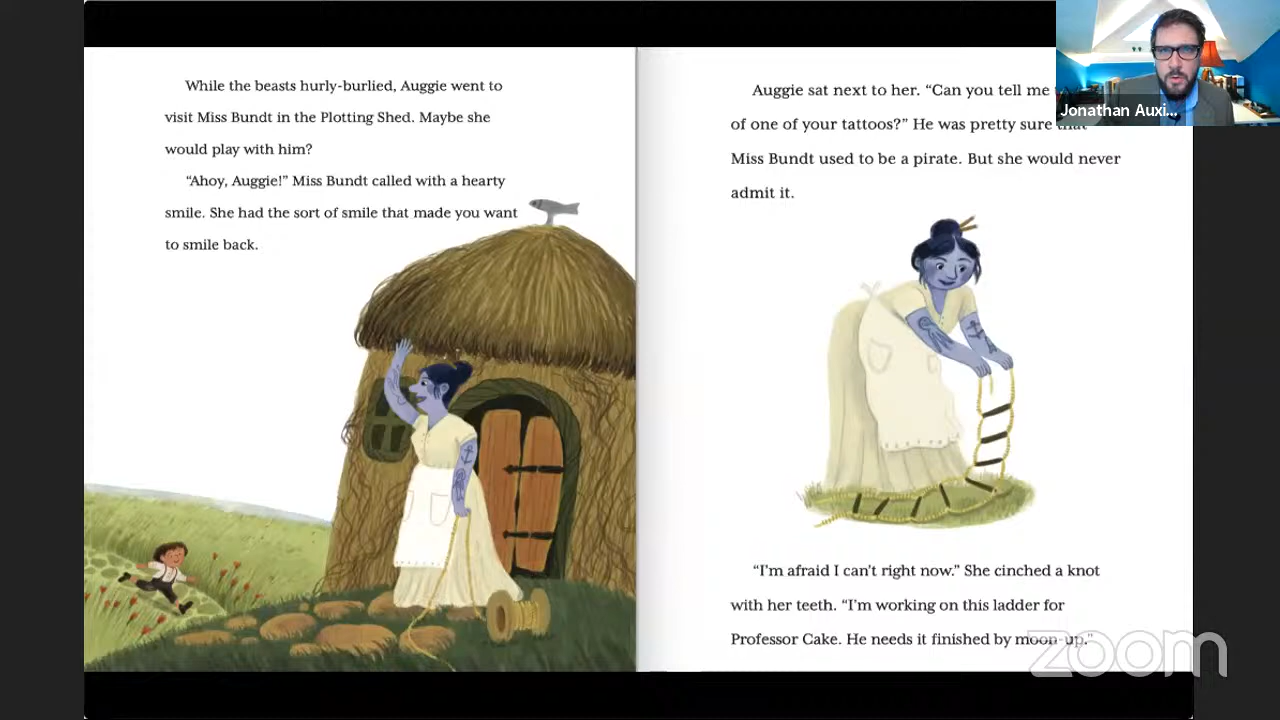 While the beasts hurly-burlied, Auggie went to
visit Miss Bundt in the Plotting Shed. Maybe she
would play with him?
“Ahoy, Auggie!” Miss Bundt called with a hearty
smile. She had the sort of smile that made you want
to smile back.
Auggie sat next to her. “Can you tell me
of one of your tattoos?” He was pretty sure that
Miss Bundt used to be a pirate. But she would never
admit it.
“I'm afraid I can't right now.” She cinched a knot
with her teeth. “I'm working on this ladder for
Professor Cake. He needs it finished by moon-up.”
Jonathan Auxi...
zoom